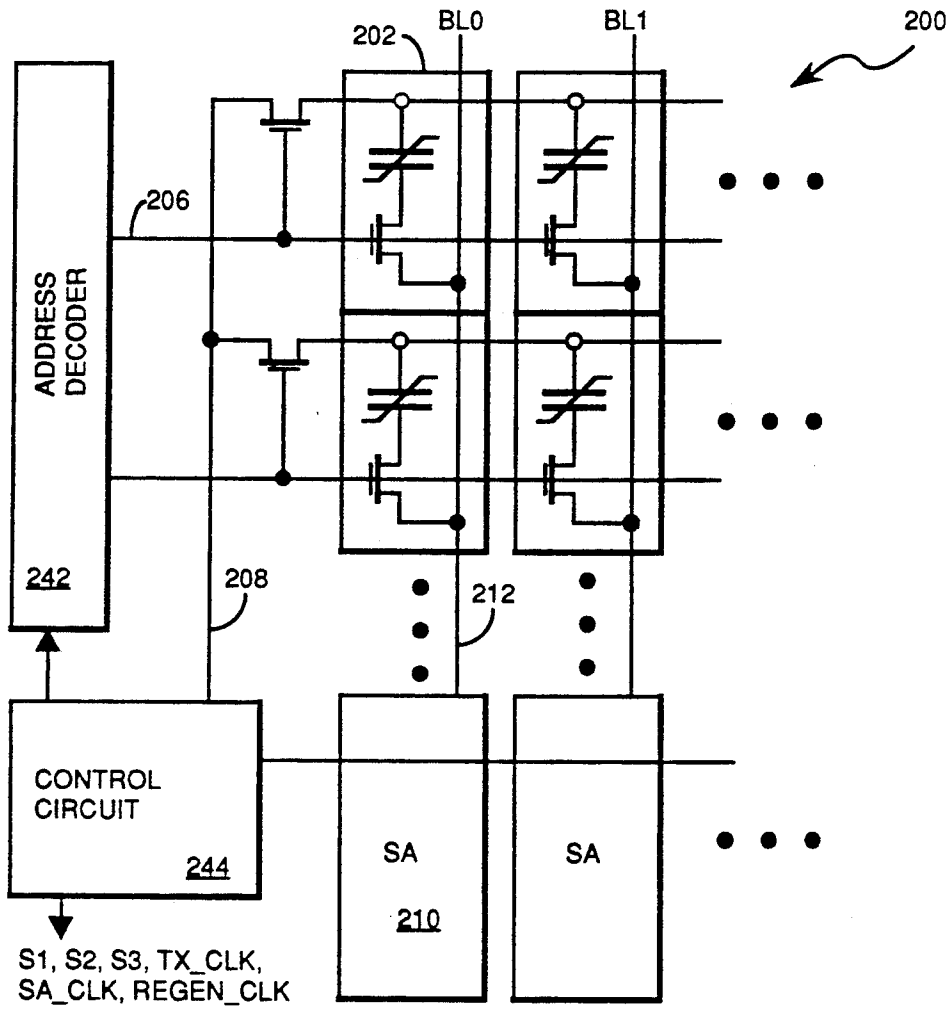 BL0
BL1
200
202
206
ADDRESS
DECODER
242
208
212
CONTROL
CIRCUIT
244
SA
210
SA
S1, S2, S3, TX_CLK,
SA_CLK, REGEN_CLK